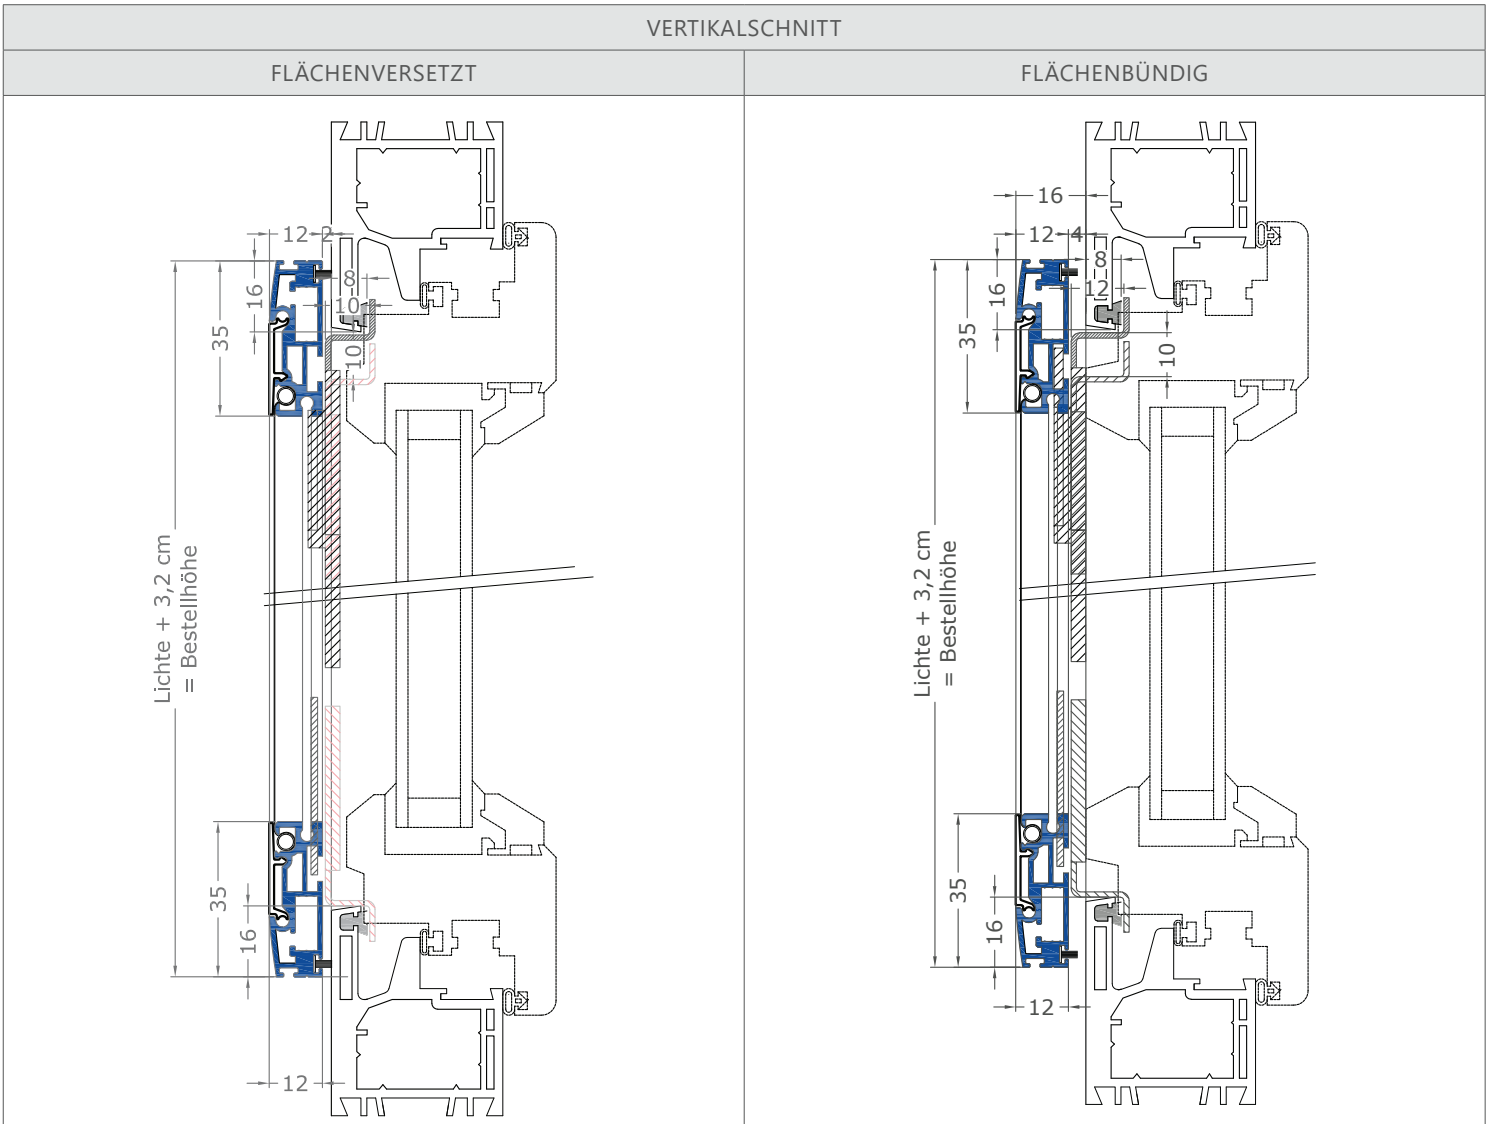 VERTIKALSCHNITT
FLÄCHENVERSETZT
FLÄCHENBÜNDIG
12 2
8
10
16
35
10
Lichte + 3,2 cm
= Bestellhöhe
35
16
12
16
12 4
8
12
16
35
10
Lichte + 3,2 cm
= Bestellhöhe
35
16
12